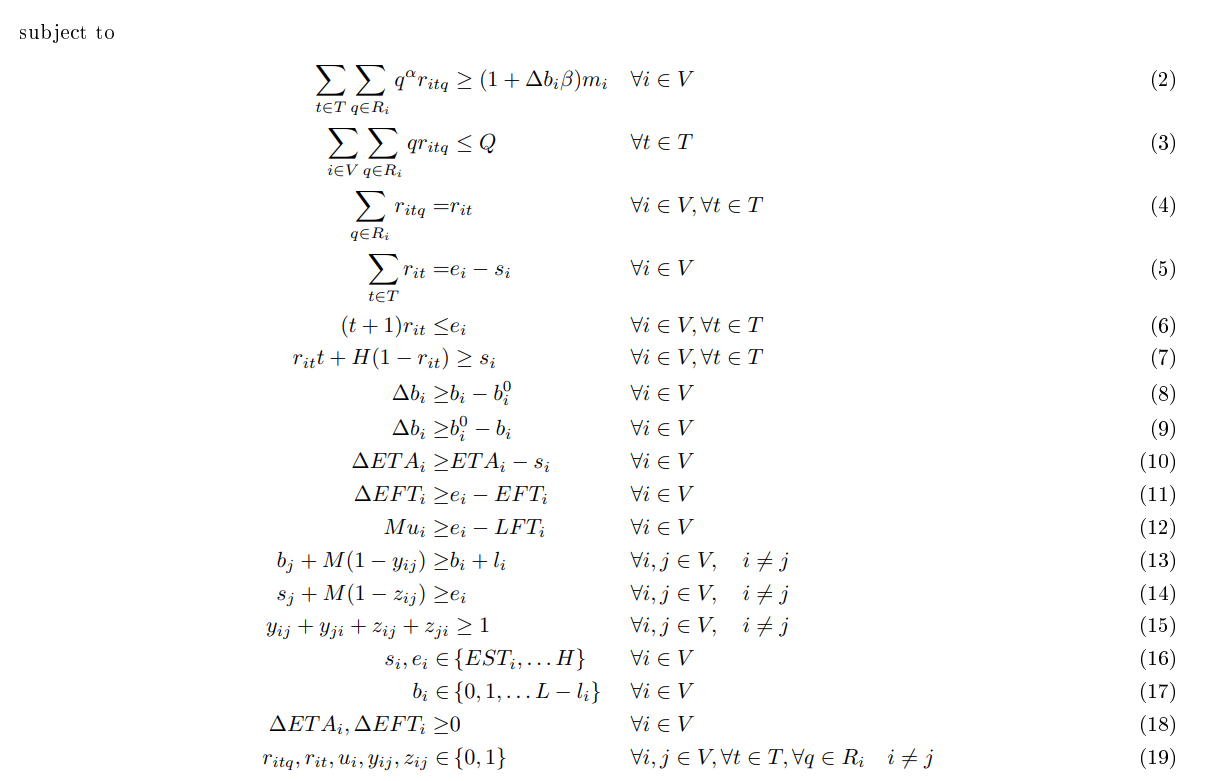 subject to
∑_{t∈T} ∑_{q∈R_i} q^α r_{itq} ≥ (1 + Δb_iβ)m_i ∀i ∈ V (2)
∑_{i∈V} ∑_{q∈R_i} qr_{itq} ≤ Q ∀t ∈ T (3)
∑_{q∈R_i} r_{itq} =r_{it} ∀i ∈ V, ∀t ∈ T (4)
∑_{t∈T} r_{it} =e_i − s_i ∀i ∈ V (5)
(t + 1)r_{it} ≤e_i ∀i ∈ V, ∀t ∈ T (6)
r_{it}t + H(1 − r_{it}) ≥ s_i ∀i ∈ V, ∀t ∈ T (7)
Δb_i ≥b_i − b_i^0 ∀i ∈ V (8)
Δb_i ≥b_i^0 − b_i ∀i ∈ V (9)
ΔETA_i ≥ETA_i − s_i ∀i ∈ V (10)
ΔEFT_i ≥e_i − EFT_i ∀i ∈ V (11)
Mu_i ≥e_i − LFT_i ∀i ∈ V (12)
b_j + M(1 − y_{ij}) ≥b_i + l_i ∀i, j ∈ V, i ≠ j (13)
s_j + M(1 − z_{ij}) ≥e_i ∀i, j ∈ V, i ≠ j (14)
y_{ij} + y_{ji} + z_{ij} + z_{ji} ≥ 1 ∀i, j ∈ V, i ≠ j (15)
s_i, e_i ∈ {EST_i, … H} ∀i ∈ V (16)
b_i ∈ {0, 1, … L − l_i} ∀i ∈ V (17)
ΔETA_i, ΔEFT_i ≥0 ∀i ∈ V (18)
r_{itq}, r_{it}, u_i, y_{ij}, z_{ij} ∈ {0, 1} ∀i, j ∈ V, ∀t ∈ T, ∀q ∈ R_i i ≠ j (19)